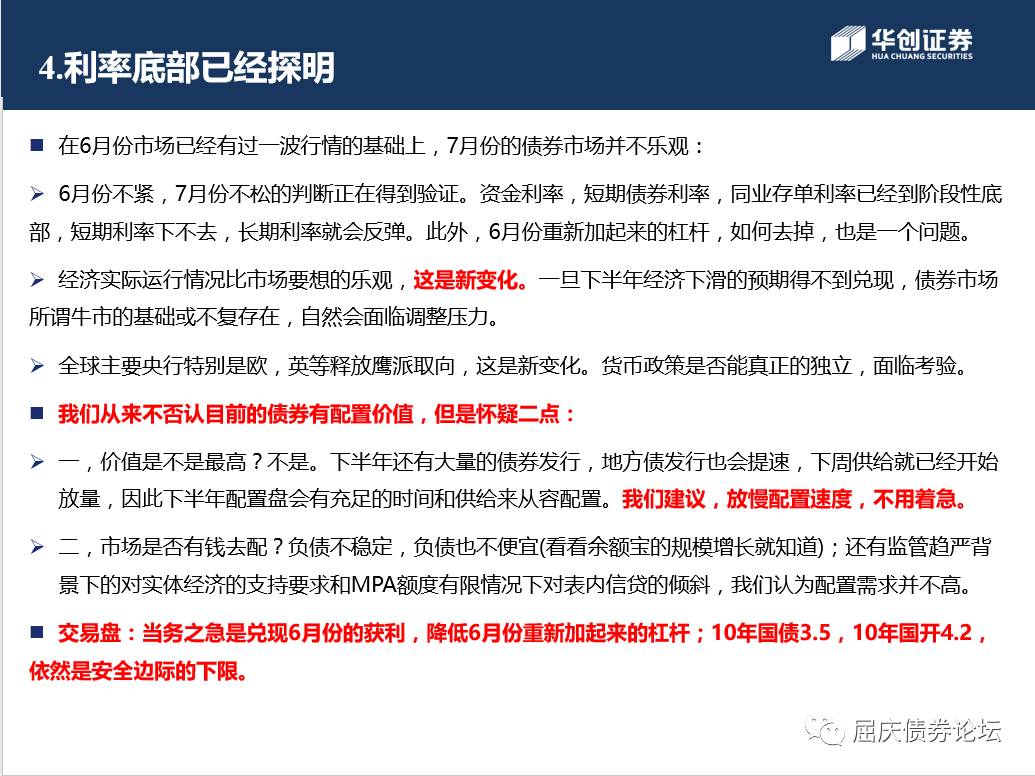 4.利率底部已经探明
华创证券
HUA CHUANG SECURITIES
■ 在6月份市场已经有过一波行情的基础上，7月份的债券市场并不乐观：
➢ 6月份不紧，7月份不松的判断正在得到验证。资金利率，短期债券利率，同业存单利率已经到阶段性底
部，短期利率下不去，长期利率就会反弹。此外，6月份重新加起来的杠杆，如何去掉，也是一个问题。
➢ 经济实际运行情况比市场要想的乐观，这是新变化。一旦下半年经济下滑的预期得不到兑现，债券市场
所谓牛市的基础或不复存在，自然会面临调整压力。
➢ 全球主要央行特别是欧，英等释放鹰派取向，这是新变化。货币政策是否能真正的独立，面临考验。
■ 我们从来不否认目前的债券有配置价值，但是怀疑二点：
➢ 一，价值是不是最高？不是。下半年还有大量的债券发行，地方债发行也会提速，下周供给就已经开始
放量，因此下半年配置盘会有充足的时间和供给来从容配置。我们建议，放慢配置速度，不用着急。
➢ 二，市场是否有钱去配？负债不稳定，负债也不便宜(看看余额宝的规模增长就知道)；还有监管趋严背
景下的对实体经济的支持要求和MPA额度有限情况下对表内信贷的倾斜，我们认为配置需求并不高。
■ 交易盘：当务之急是兑现6月份的获利，降低6月份重新加起来的杠杆；10年国债3.5，10年国开4.2，
依然是安全边际的下限。
屈庆债券论坛